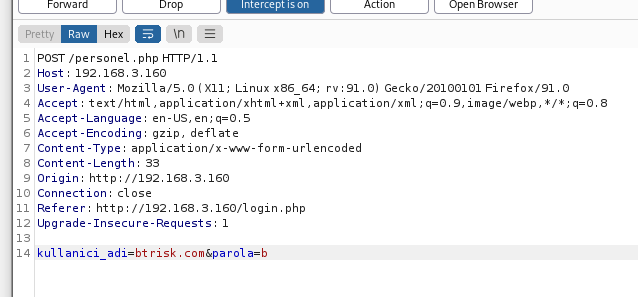 Forward Drop Intercept is on Action Open Browser
Pretty Raw Hex \n
1 POST /personel.php HTTP/1.1
2 Host: 192.168.3.160
3 User-Agent: Mozilla/5.0 (X11; Linux x86_64; rv:91.0) Gecko/20100101 Firefox/91.0
4 Accept: text/html,application/xhtml+xml,application/xml;q=0.9,image/webp,*/*;q=0.8
5 Accept-Language: en-US,en;q=0.5
6 Accept-Encoding: gzip, deflate
7 Content-Type: application/x-www-form-urlencoded
8 Content-Length: 33
9 Origin: http://192.168.3.160
10 Connection: close
11 Referer: http://192.168.3.160/login.php
12 Upgrade-Insecure-Requests: 1
13
14 kullanici_adi=btrisk.com&parola=b